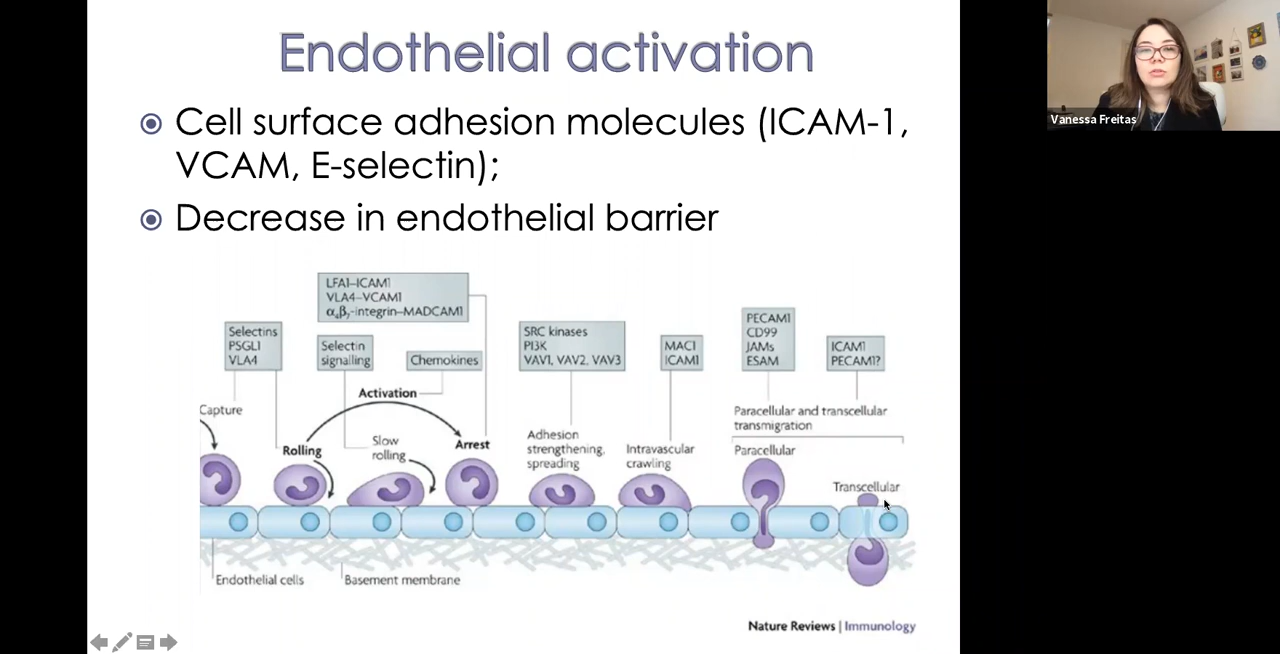 Endothelial activation
Cell surface adhesion molecules (ICAM-1,
VCAM, E-selectin);
Decrease in endothelial barrier
Vanessa Freitas
LFA1–ICAM1
VLA4–VCAM1
α₄β₇-integrin–MADCAM1
Selectins
PSGL1
VLA4
Selectin
signalling
Chemokines
SRC kinases
PI3K
VAV1, VAV2, VAV3
MAC1
ICAM1
PECAM1
CD99
JAMs
ESAM
ICAM1
PECAM1?
Capture
Rolling
Activation
Slow
rolling
Arrest
Adhesion
strengthening,
spreading
Intravascular
crawling
Paracellular and transcellular
transmigration
Paracellular
Transcellular
Endothelial cells
Basement membrane
Nature Reviews | Immunology